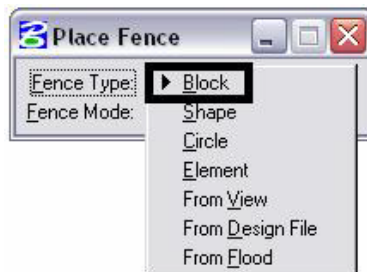 Place Fence
Fence Type: Block
Fence Mode: Shape
Circle
Element
From View
From Design File
From Flood